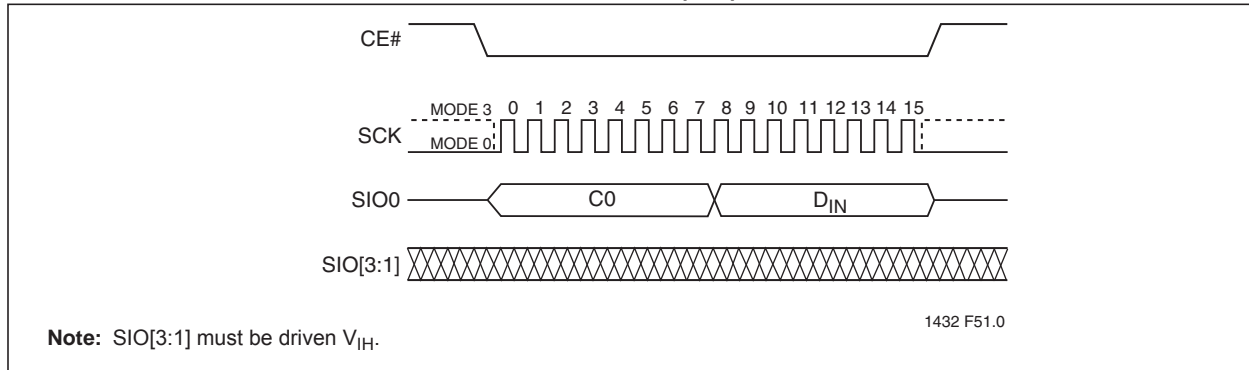 CE#
MODE 3 0 1 2 3 4 5 6 7 8 9 10 11 12 13 14 15
SCK
MODE 0
SIO0 C0 DIN
SIO[3:1]
1432 F51.0
Note: SIO[3:1] must be driven VIH.